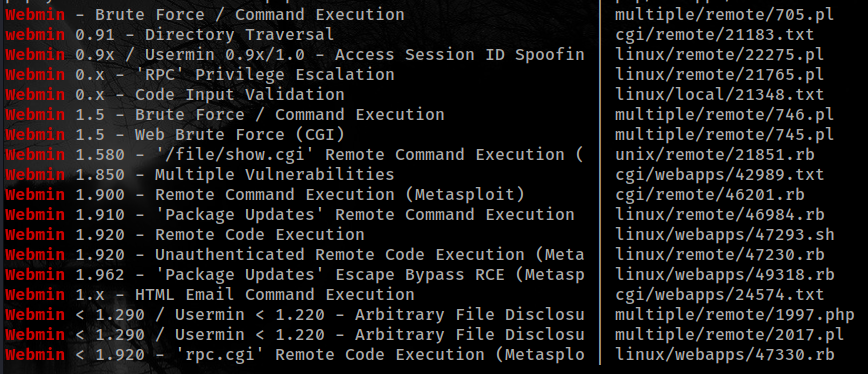 Webmin - Brute Force / Command Execution | multiple/remote/705.pl
Webmin 0.91 - Directory Traversal | cgi/remote/21183.txt
Webmin 0.9x / Usermin 0.9x/1.0 - Access Session ID Spoofin | linux/remote/22275.pl
Webmin 0.x - 'RPC' Privilege Escalation | linux/remote/21765.pl
Webmin 0.x - Code Input Validation | linux/local/21348.txt
Webmin 1.5 - Brute Force / Command Execution | multiple/remote/746.pl
Webmin 1.5 - Web Brute Force (CGI) | multiple/remote/745.pl
Webmin 1.580 - '/file/show.cgi' Remote Command Execution ( | unix/remote/21851.rb
Webmin 1.850 - Multiple Vulnerabilities | cgi/webapps/42989.txt
Webmin 1.900 - Remote Command Execution (Metasploit) | cgi/remote/46201.rb
Webmin 1.910 - 'Package Updates' Remote Command Execution | linux/remote/46984.rb
Webmin 1.920 - Remote Code Execution | linux/webapps/47293.sh
Webmin 1.920 - Unauthenticated Remote Code Execution (Meta | linux/remote/47230.rb
Webmin 1.962 - 'Package Updates' Escape Bypass RCE (Metasp | linux/webapps/49318.rb
Webmin 1.x - HTML Email Command Execution | cgi/webapps/24574.txt
Webmin < 1.290 / Usermin < 1.220 - Arbitrary File Disclosu | multiple/remote/1997.php
Webmin < 1.290 / Usermin < 1.220 - Arbitrary File Disclosu | multiple/remote/2017.pl
Webmin < 1.920 - 'rpc.cgi' Remote Code Execution (Metasplo | linux/webapps/47330.rb